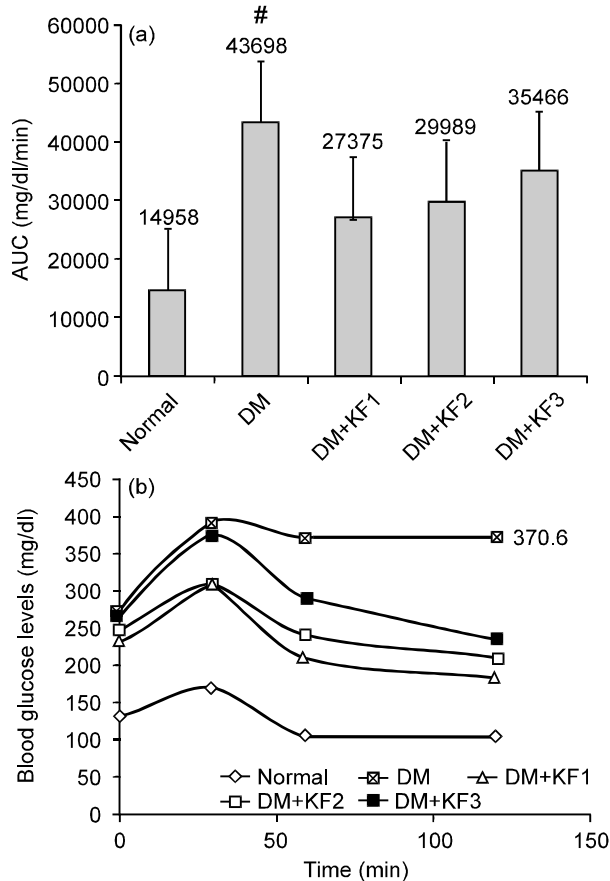 (a)
#
AUC (mg/dl/min)
60000
50000
40000
30000
20000
10000
0
14958
43698
27375
29989
35466
Normal
DM
DM+KF1
DM+KF2
DM+KF3
(b)
Blood glucose levels (mg/dl)
450
400
350
300
250
200
150
100
50
0
370.6
Normal DM DM+KF1
DM+KF2 DM+KF3
0 50 100 150
Time (min)